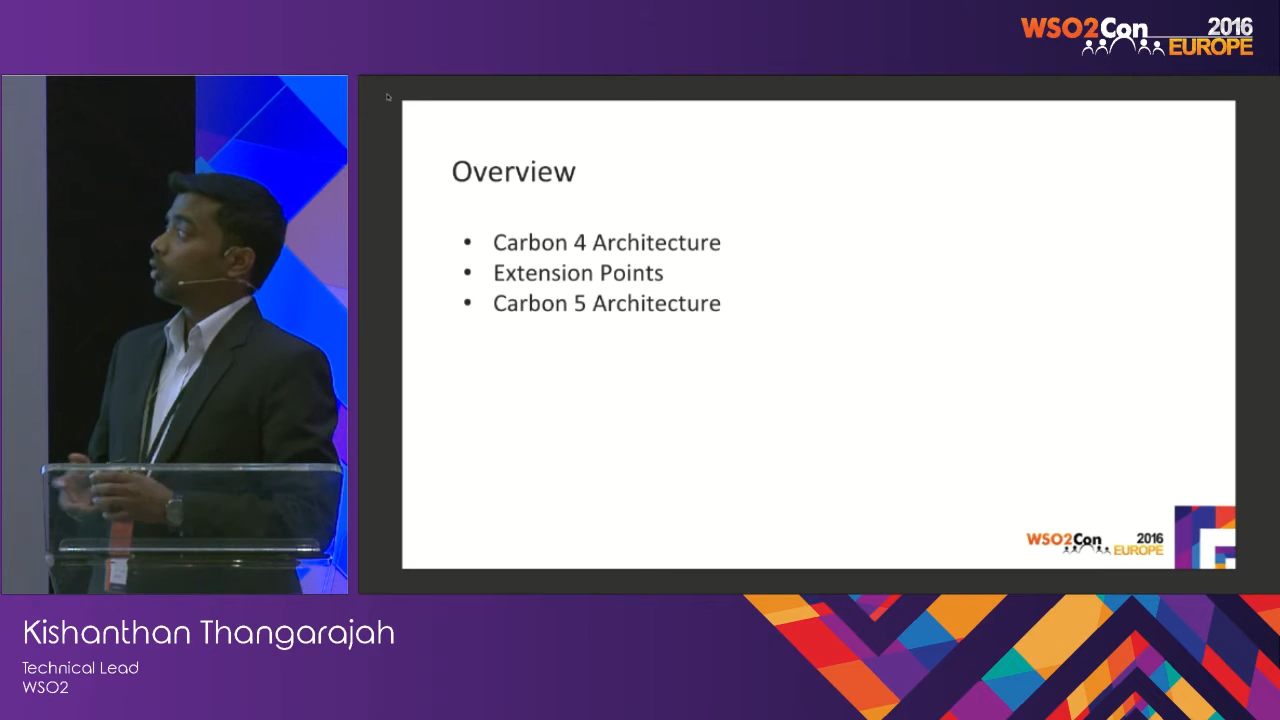 WSO2Con 2016
EUROPE
Overview
• Carbon 4 Architecture
• Extension Points
• Carbon 5 Architecture
WSO2Con 2016
EUROPE
Kishanthan Thangarajah
Technical Lead
WSO2